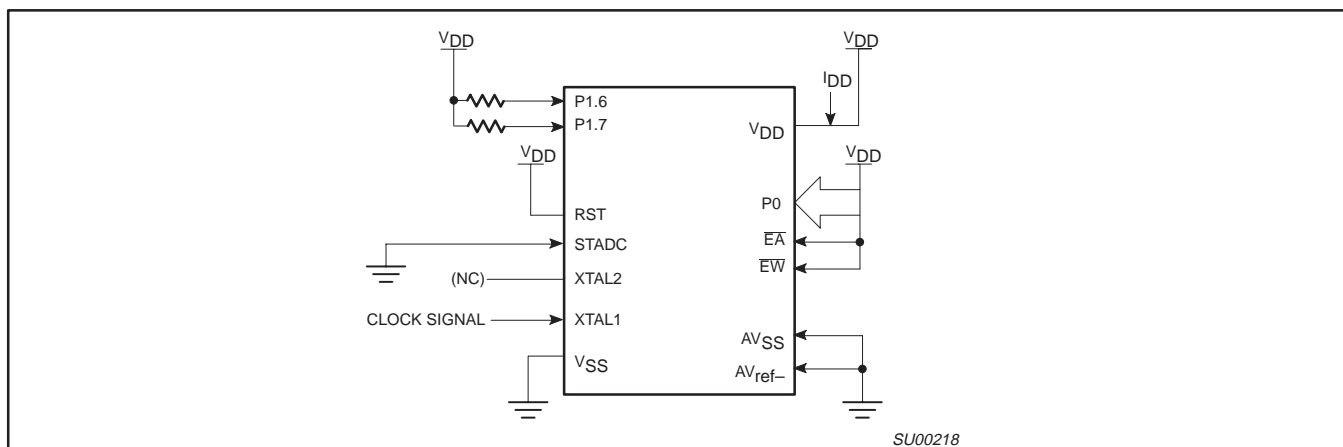 VDD
P1.6
P1.7
VDD
RST
STADC
(NC)
XTAL2
CLOCK SIGNAL
XTAL1
VSS
VDD
IDD
VDD
VDD
P0
EA
EW
AVSS
AVref–
SU00218